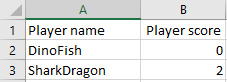 A B
1 Player name Player score
2 DinoFish 0
3 SharkDragon 2